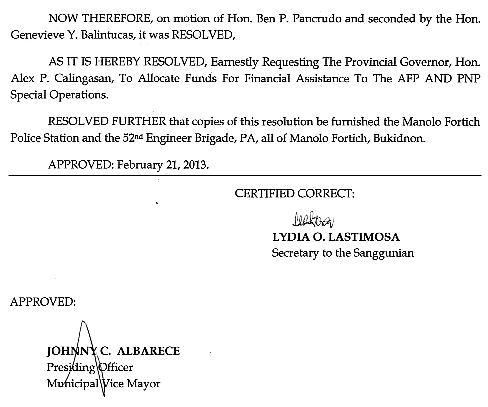 NOW THEREFORE, on motion of Hon. Ben P. Pancrudo and seconded by the Hon.
Genevieve Y. Balintucas, it was RESOLVED,
AS IT IS HEREBY RESOLVED, Earnestly Requesting The Provincial Governor, Hon.
Alex P. Calingasan, To Allocate Funds For Financial Assistance To The AFP AND PNP
Special Operations.
RESOLVED FURTHER that copies of this resolution be furnished the Manolo Fortich
Police Station and the 52nd Engineer Brigade, PA, all of Manolo Fortich, Bukidnon.
APPROVED: February 21, 2013.
CERTIFIED CORRECT:
LYDIA O. LASTIMOSA
Secretary to the Sanggunian
APPROVED:
JOHNNY C. ALBARECE
Presiding Officer
Municipal Vice Mayor